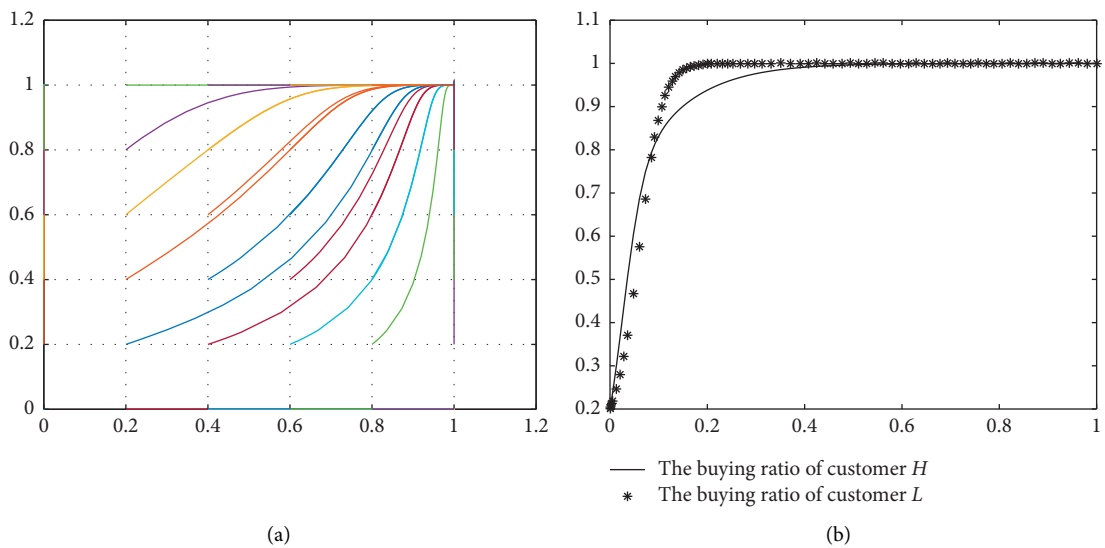 1.2
1
0.8
0.6
0.4
0.2
0
0 0.2 0.4 0.6 0.8 1 1.2
(a)
1.1
1
0.9
0.8
0.7
0.6
0.5
0.4
0.3
0.2
0 0.2 0.4 0.6 0.8 1
The buying ratio of customer H
The buying ratio of customer L
(b)